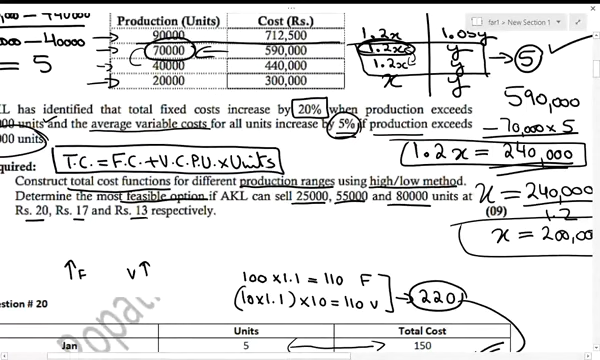 far1 > New Section 1
000 - 40000
= 5
Production (Units) Cost (Rs.)
90000 712,500
70000 590,000
40000 440,000
20000 300,000
1.2x 1.05y
1.2x y
1.2x y
x y
5
KL has identified that total fixed costs increase by 20% when production exceeds
000 units and the average variable costs for all units increase by 5% if production exceeds
000 units.
590,000
- 70,000 x 5
1.2x = 240,000
x = 240,000
1.2
x = 200,00
equired:
T.C. = F.C. + V.C.P.U. x Units
Construct total cost functions for different production ranges using high/low method.
Determine the most feasible option if AKL can sell 25000, 55000 and 80000 units at
Rs. 20, Rs. 17 and Rs. 13 respectively.
(09)
↑F V↑
100 x 1.1 = 110 F
(10 x 1.1) x 10 = 110 V
220
estion # 20
Units Total Cost
Jan 5 150